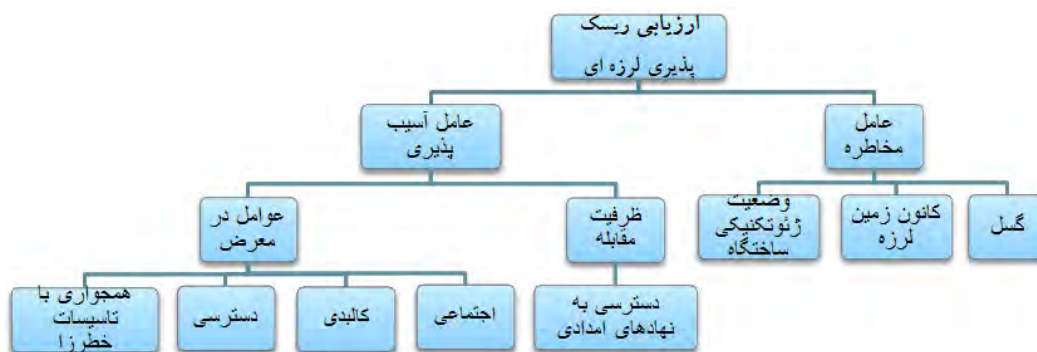 ارزیابی ریسک
پذیری لرزه ای
عامل
مخاطره
عامل آسیب
پذیری
گسل
کانون زمین
لرزه
وضعیت
ژئوتکنیکی
ساختگاه
ظرفیت
مقابله
عوامل در
معرض
دسترسی به
نهادهای امدادی
اجتماعی
کالبدی
دسترسی
همجواری با
تاسیسات
خطرزا